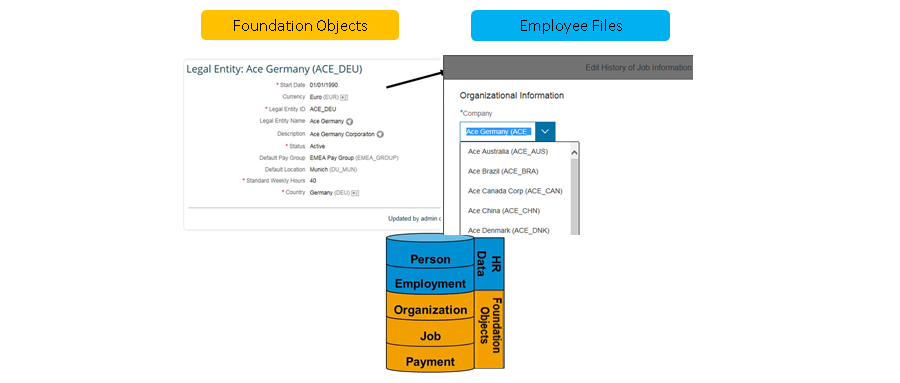 Foundation Objects
Employee Files
Legal Entity: Ace Germany (ACE_DEU)
* Start Date 01/01/1990
Currency Euro (EUR)
* Legal Entity ID ACE_DEU
Legal Entity Name Ace Germany
Description Ace Germany Corporaiton
* Status Active
Default Pay Group EMEA Pay Group (EMEA_GROUP)
Default Location Munich (DU_MUN)
* Standard Weekly Hours 40
* Country Germany (DEU)
Updated by admin
Edit History of Job Information
Organizational Information
*Company
Ace Germany (ACE
Ace Australia (ACE_AUS)
Ace Brazil (ACE_BRA)
Ace Canada Corp (ACE_CAN)
Ace China (ACE_CHN)
Ace Denmark (ACE_DNK)
Person
Employment
Organization
Job
Payment
HR
Data
Foundation
Objects